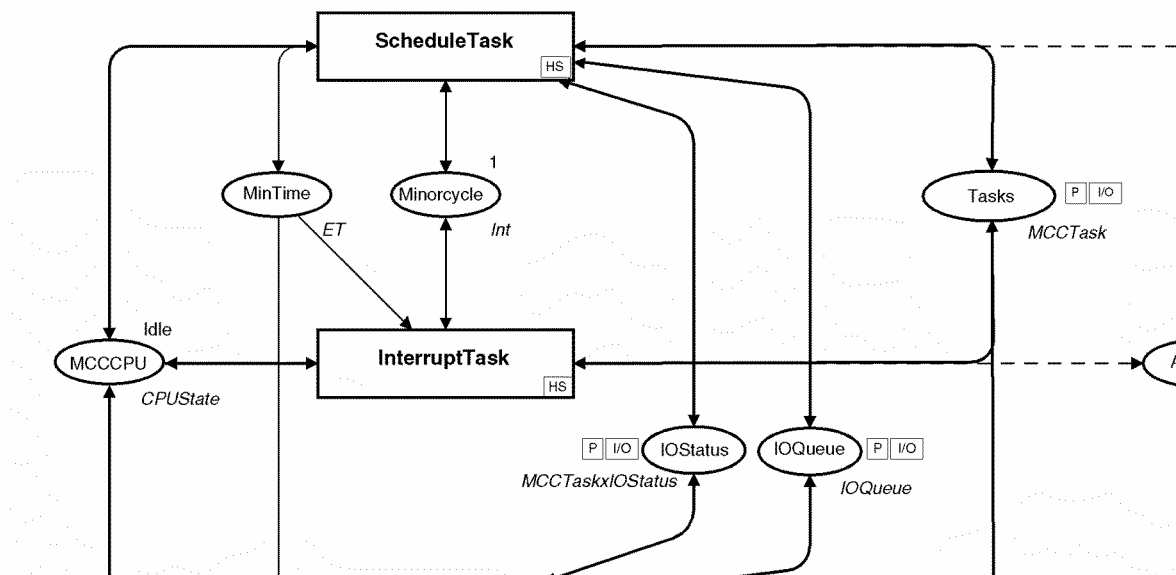 ScheduleTask
HS
1
MinTime
Minorcycle
Tasks
P I/O
ET
Int
MCCTask
Idle
MCCCPU
InterruptTask
HS
CPUState
P I/O
IOStatus
IOQueue
P I/O
MCCTaskxIOStatus
IOQueue